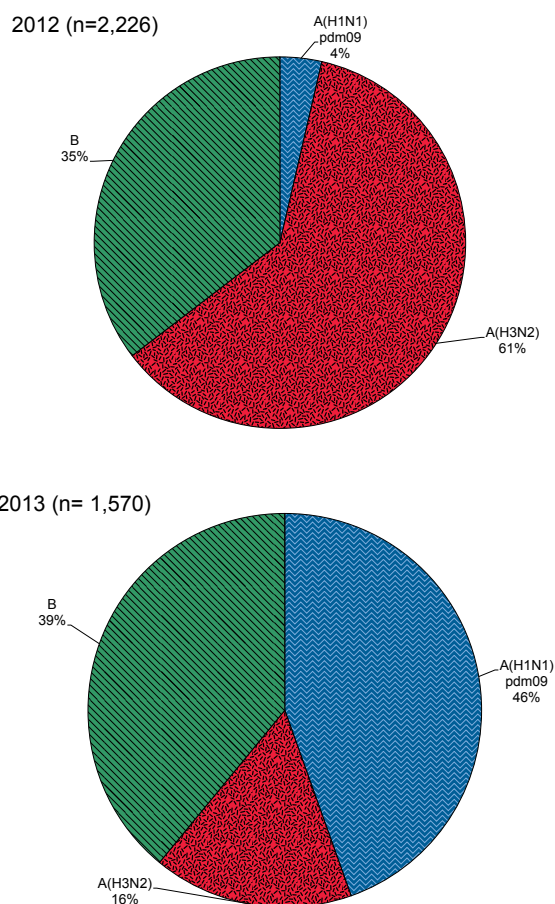 2012 (n=2,226)
A(H1N1)
pdm09
4%
B
35%
A(H3N2)
61%
2013 (n= 1,570)
B
39%
A(H1N1)
pdm09
46%
A(H3N2)
16%